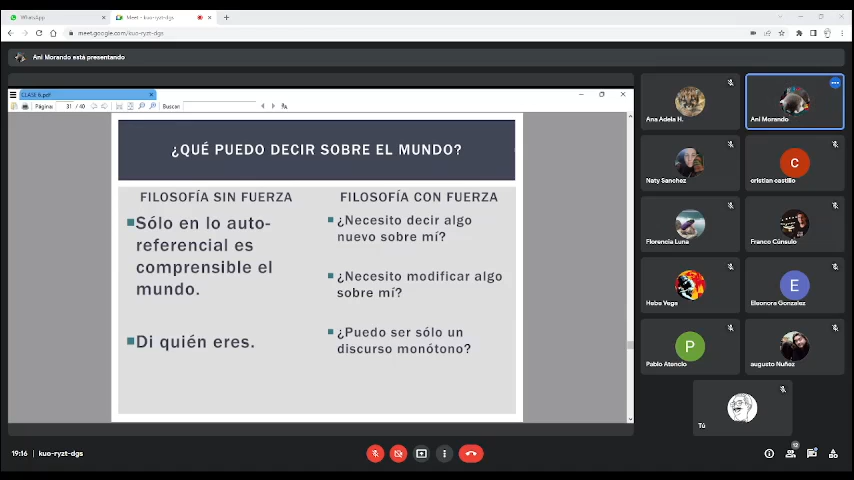 WhatsApp
Meet - kuo-ryzt-dgs
meet.google.com/kuo-ryzt-dgs
Ani Morando está presentando
CLASE 6.pdf
Página: 31 / 40
Buscar:
¿QUÉ PUEDO DECIR SOBRE EL MUNDO?
FILOSOFÍA SIN FUERZA
Sólo en lo auto-
referencial es
comprensible el
mundo.
Di quién eres.
FILOSOFÍA CON FUERZA
¿Necesito decir algo
nuevo sobre mí?
¿Necesito modificar algo
sobre mí?
¿Puedo ser sólo un
discurso monótono?
Ana Adela H.
Ani Morando
Naty Sanchez
C
cristian castillo
Florencia Luna
Franco Cúnsulo
Hebe Vega
E
Eleonora Gonzalez
P
Pablo Atencio
augusto Nuñez
Tú
19:16
kuo-ryzt-dgs
12